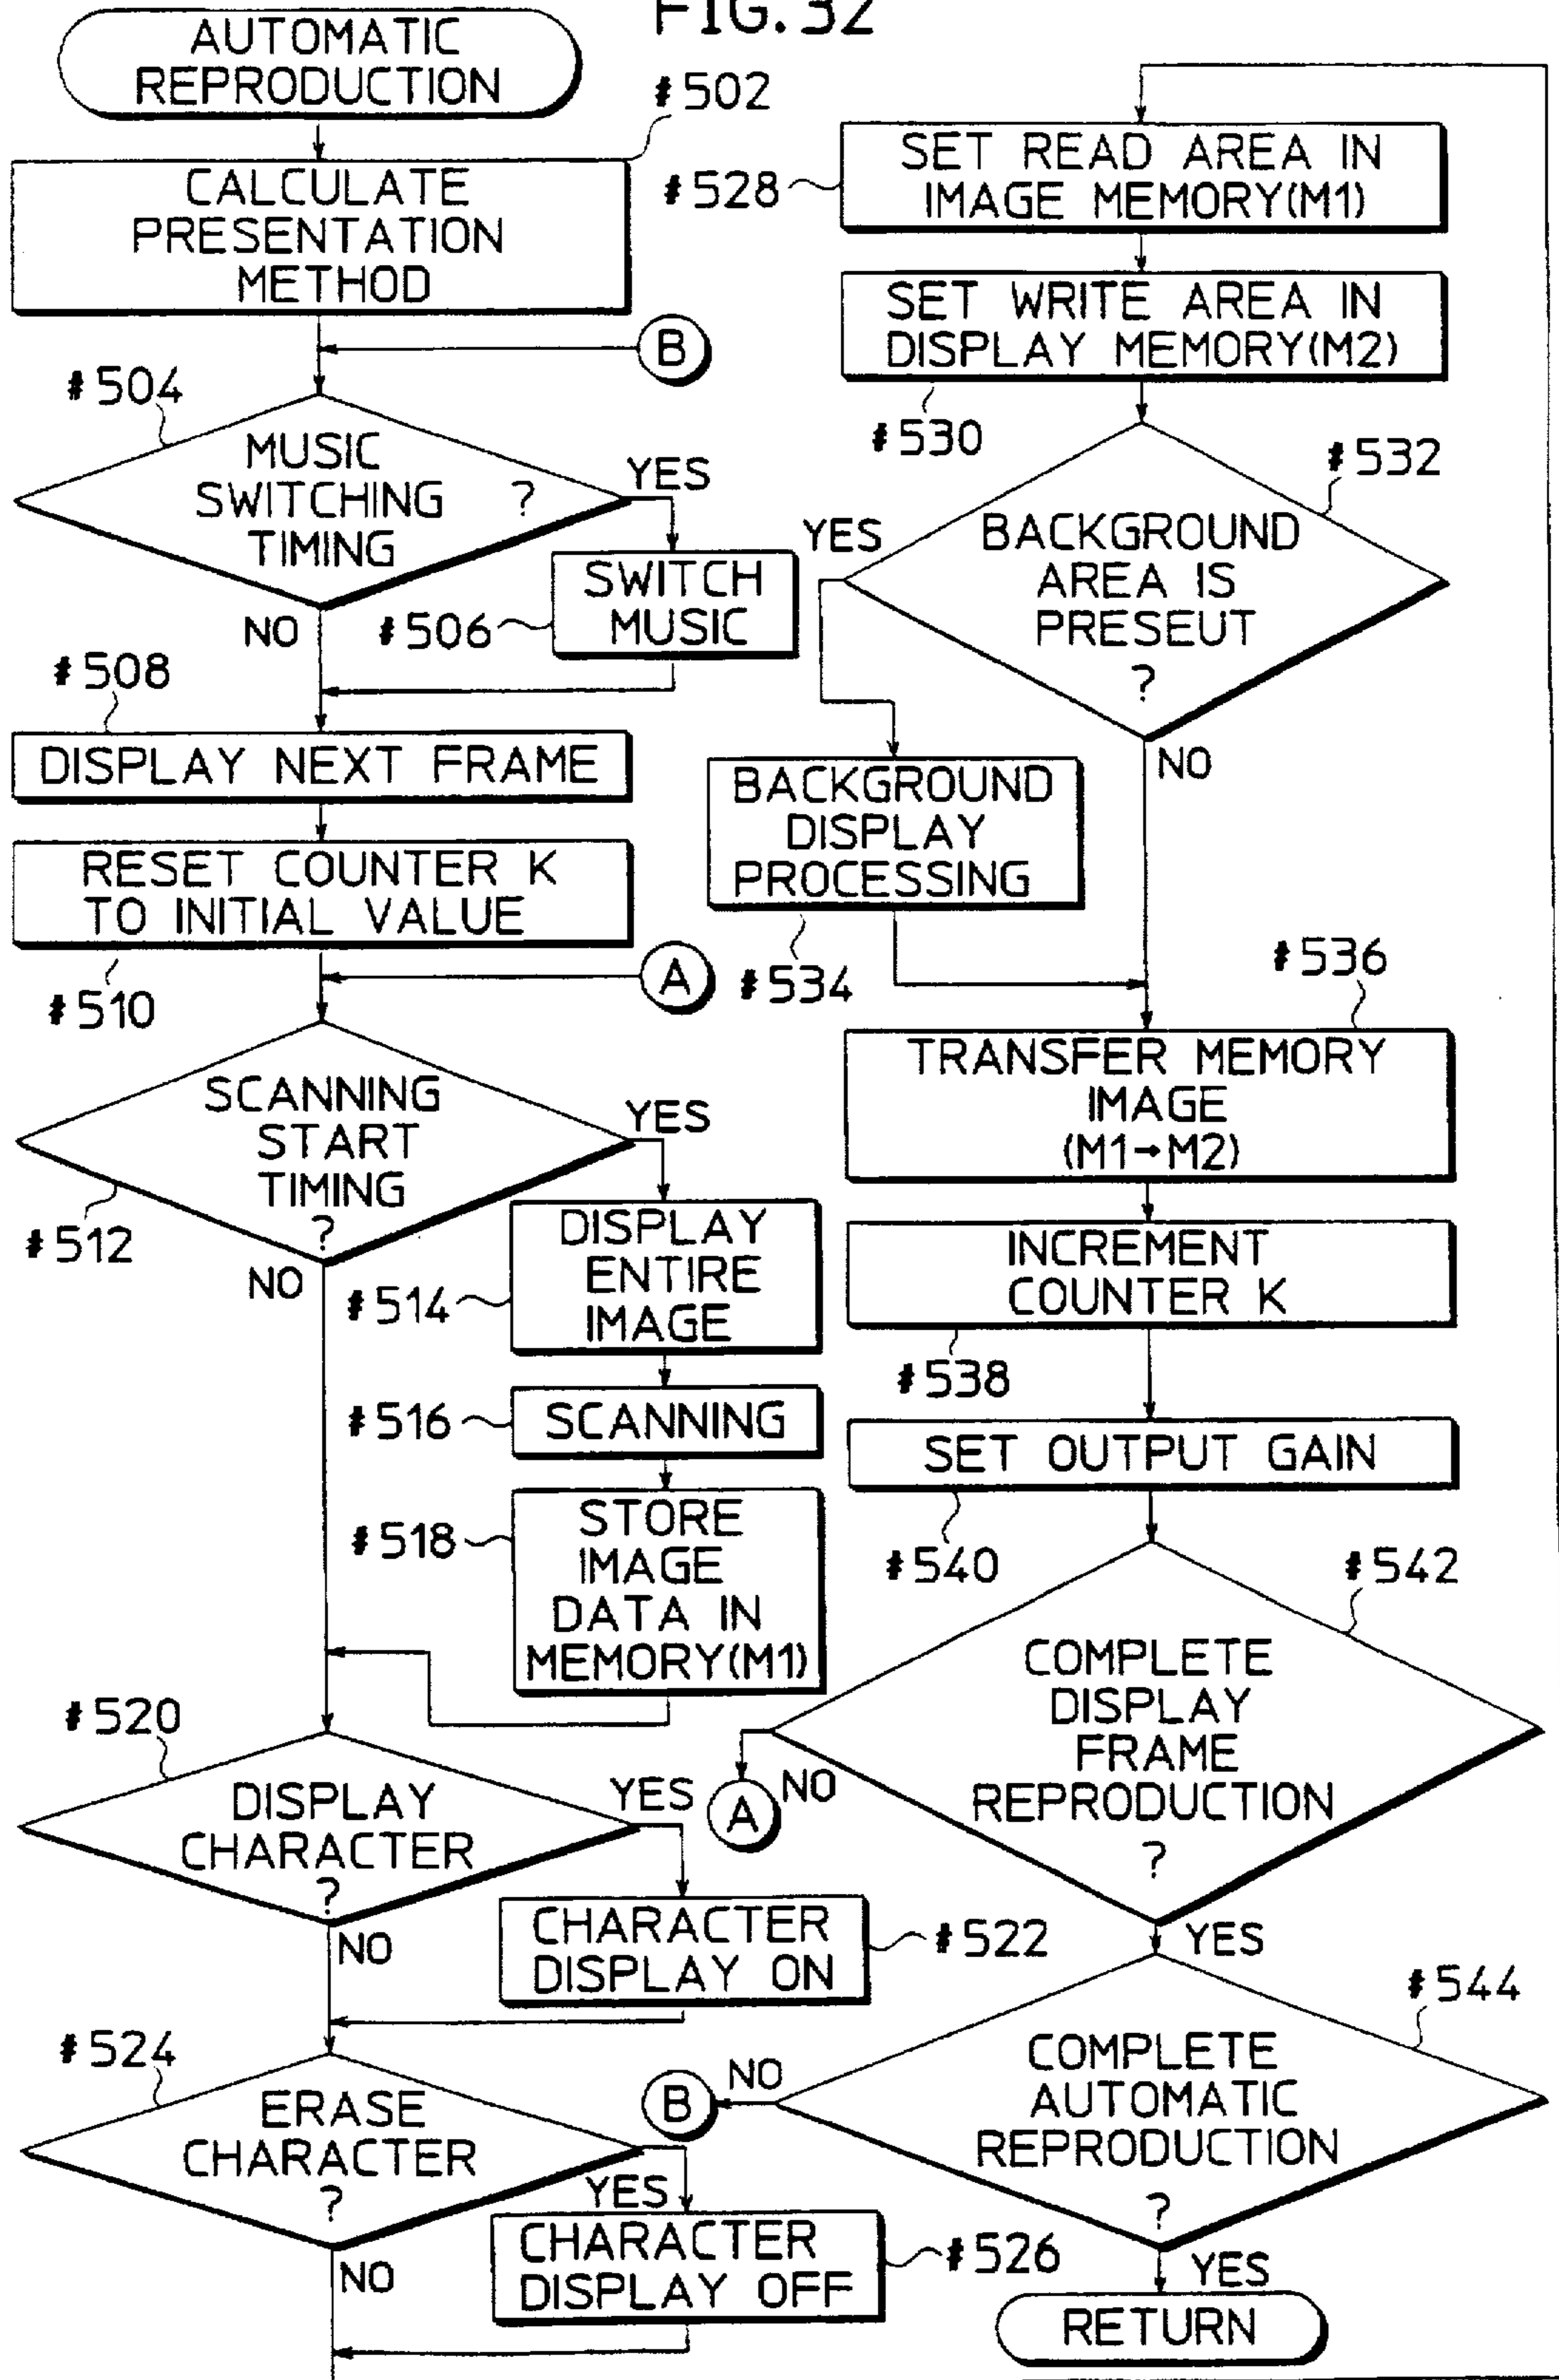 FIG. 32
AUTOMATIC
REPRODUCTION
#502
CALCULATE
PRESENTATION
METHOD
B
#504
MUSIC
SWITCHING ?
TIMING
YES
NO
#506
SWITCH
MUSIC
#508
DISPLAY NEXT FRAME
RESET COUNTER K
TO INITIAL VALUE
#510
A
SCANNING
START
TIMING
?
YES
#512
NO
#514
DISPLAY
ENTIRE
IMAGE
#516
SCANNING
#518
STORE
IMAGE
DATA IN
MEMORY(M1)
#520
DISPLAY
CHARACTER
?
YES
NO
CHARACTER
DISPLAY ON
#522
#524
ERASE
CHARACTER
?
YES
NO
CHARACTER
DISPLAY OFF
#526
#528
SET READ AREA IN
IMAGE MEMORY(M1)
SET WRITE AREA IN
DISPLAY MEMORY(M2)
#530
#532
YES
BACKGROUND
AREA IS
PRESEUT
?
NO
BACKGROUND
DISPLAY
PROCESSING
#534
#536
TRANSFER MEMORY
IMAGE
(M1→M2)
INCREMENT
COUNTER K
#538
SET OUTPUT GAIN
#540
#542
COMPLETE
DISPLAY
FRAME
REPRODUCTION
?
NO
A
YES
#544
COMPLETE
AUTOMATIC
REPRODUCTION
?
NO
B
YES
RETURN